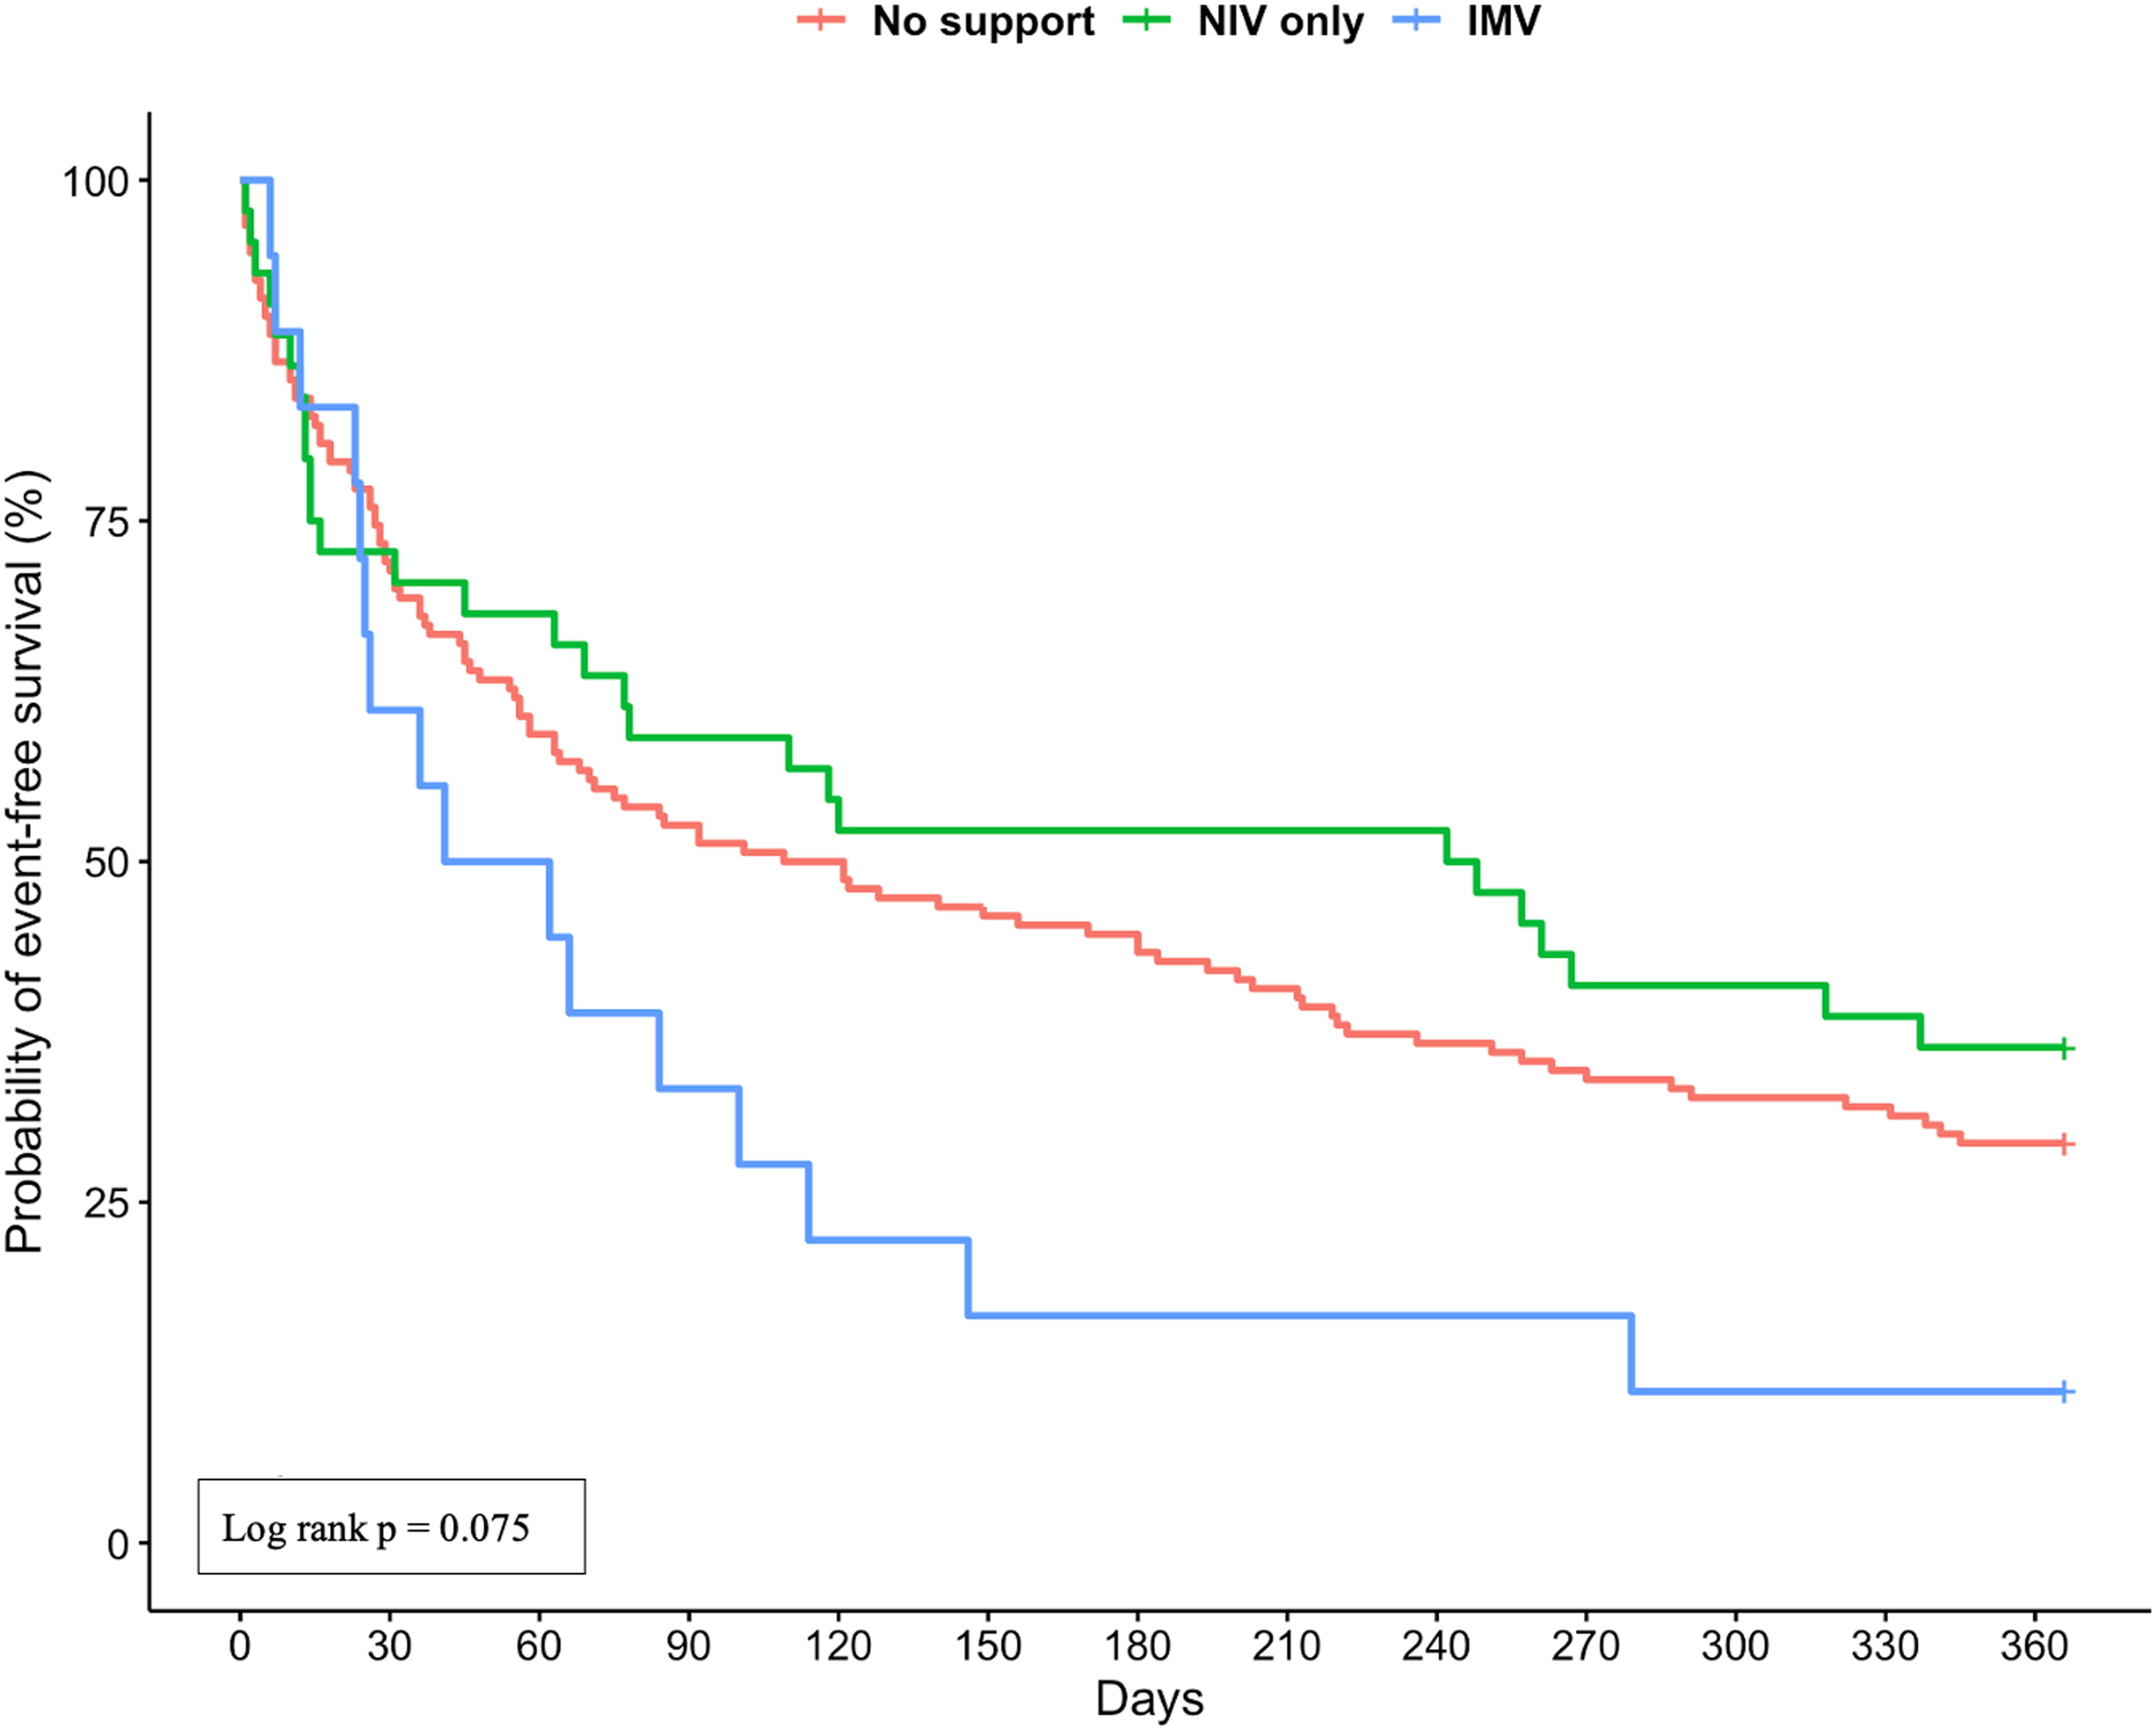 No support NIV only IMV
Probability of event-free survival (%)
100
75
50
25
0
Log rank p = 0.075
0 30 60 90 120 150 180 210 240 270 300 330 360
Days